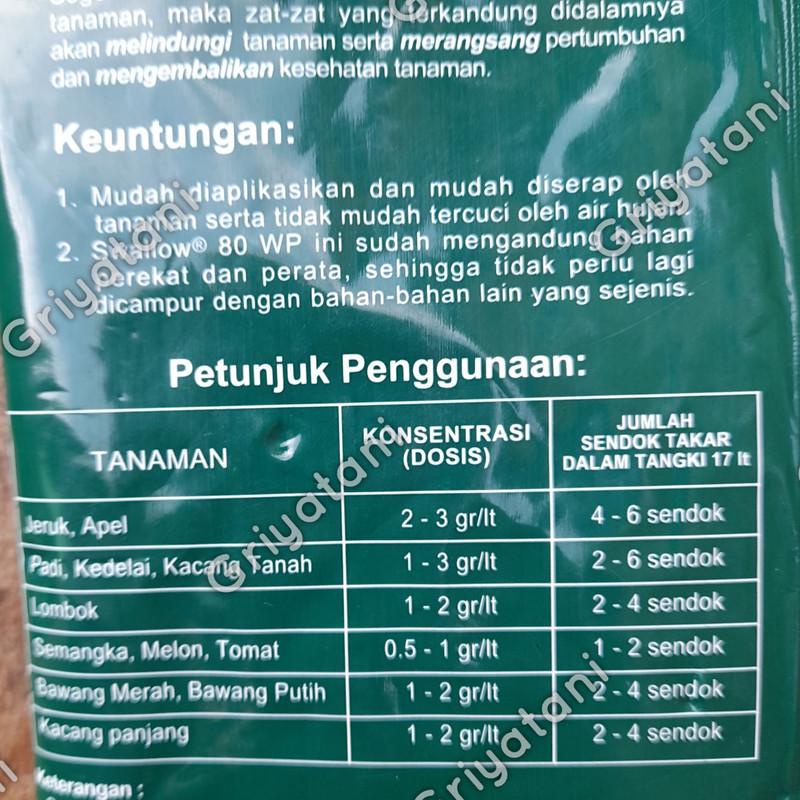 tanaman, maka zat-zat yang terkandung didalamnya
akan melindungi tanaman serta merangsang pertumbuhan
dan mengembalikan kesehatan tanaman.
Keuntungan:
1. Mudah diaplikasikan dan mudah diserap oleh
tanaman serta tidak mudah tercuci oleh air hujan.
2. Swallow® 80 WP ini sudah mengandung bahan
perekat dan perata, sehingga tidak perlu lagi
dicampur dengan bahan-bahan lain yang sejenis.
Petunjuk Penggunaan:
TANAMAN
KONSENTRASI
(DOSIS)
JUMLAH
SENDOK TAKAR
DALAM TANGKI 17 lt
Jeruk, Apel 2 - 3 gr/lt 4 - 6 sendok
Padi, Kedelai, Kacang Tanah 1 - 3 gr/lt 2 - 6 sendok
Lombok 1 - 2 gr/lt 2 - 4 sendok
Semangka, Melon, Tomat 0.5 - 1 gr/lt 1 - 2 sendok
Bawang Merah, Bawang Putih 1 - 2 gr/lt 2 - 4 sendok
Kacang panjang 1 - 2 gr/lt 2 - 4 sendok
Keterangan :
Griyatani
Griyatani
Griyatani
Griyatani